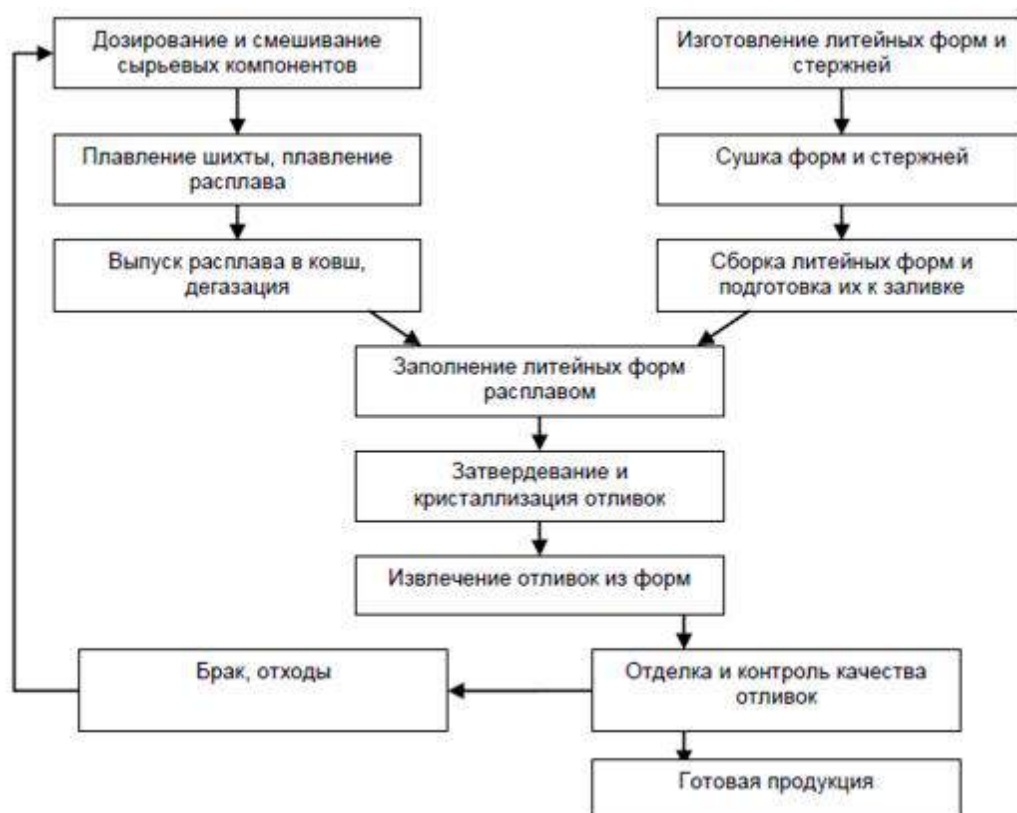 Дозирование и смешивание
сырьевых компонентов
Изготовление литейных форм и
стержней
Плавление шихты, плавление
расплава
Сушка форм и стержней
Выпуск расплава в ковш,
дегазация
Сборка литейных форм и
подготовка их к заливке
Заполнение литейных форм
расплавом
Затвердевание и
кристаллизация отливок
Извлечение отливок из форм
Брак, отходы
Отделка и контроль качества
отливок
Готовая продукция